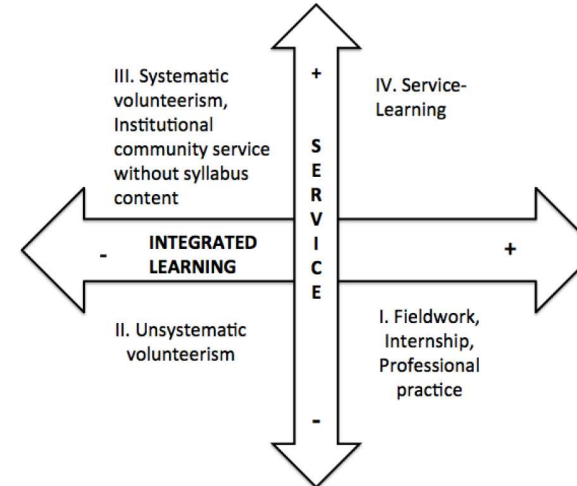 III. Systematic
volunteerism,
Institutional
community service
without syllabus
content
+
IV. Service-
Learning
S
E
R
V
I
C
E
-
INTEGRATED
LEARNING
+
II. Unsystematic
volunteerism
I. Fieldwork,
Internship,
Professional
practice
-